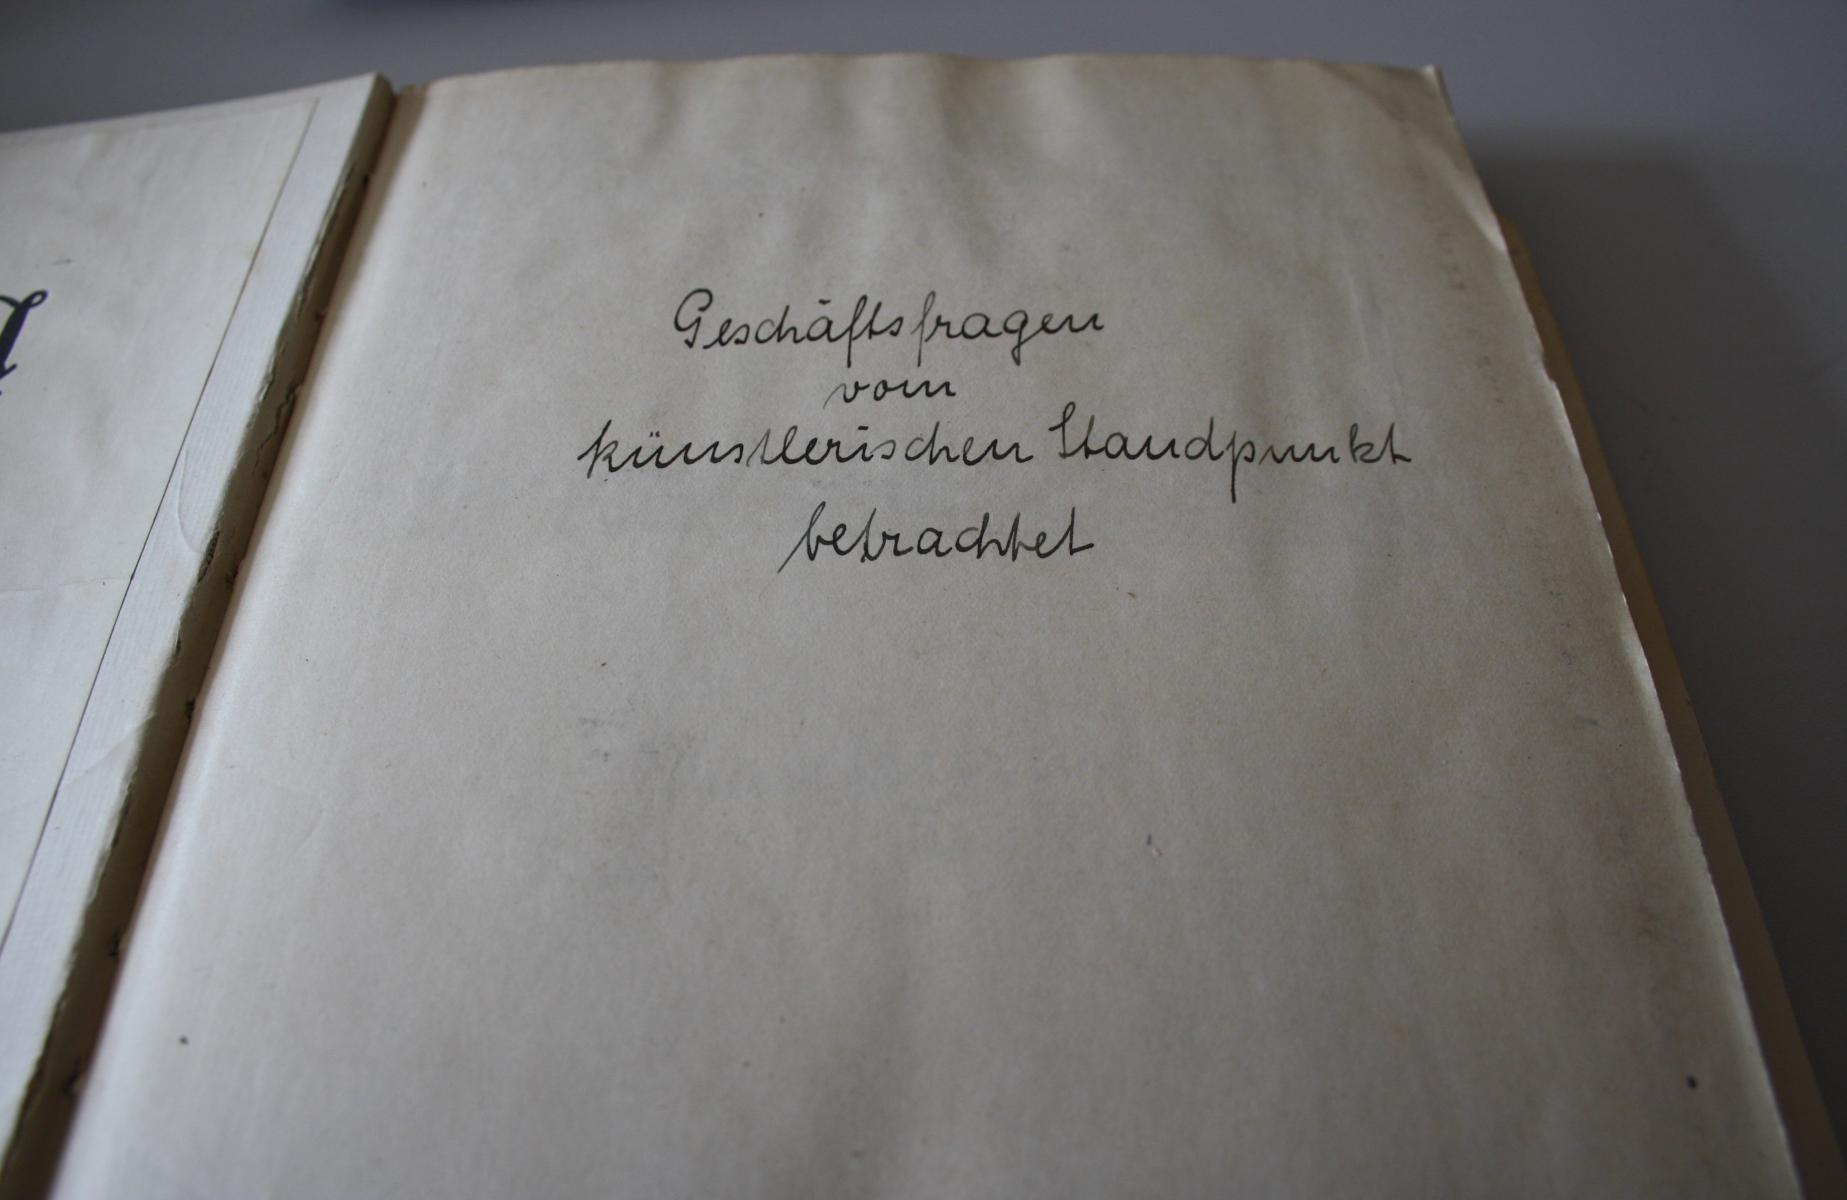 Geschäftsfragen
vom
künstlerischen Standpunkt
betrachtet